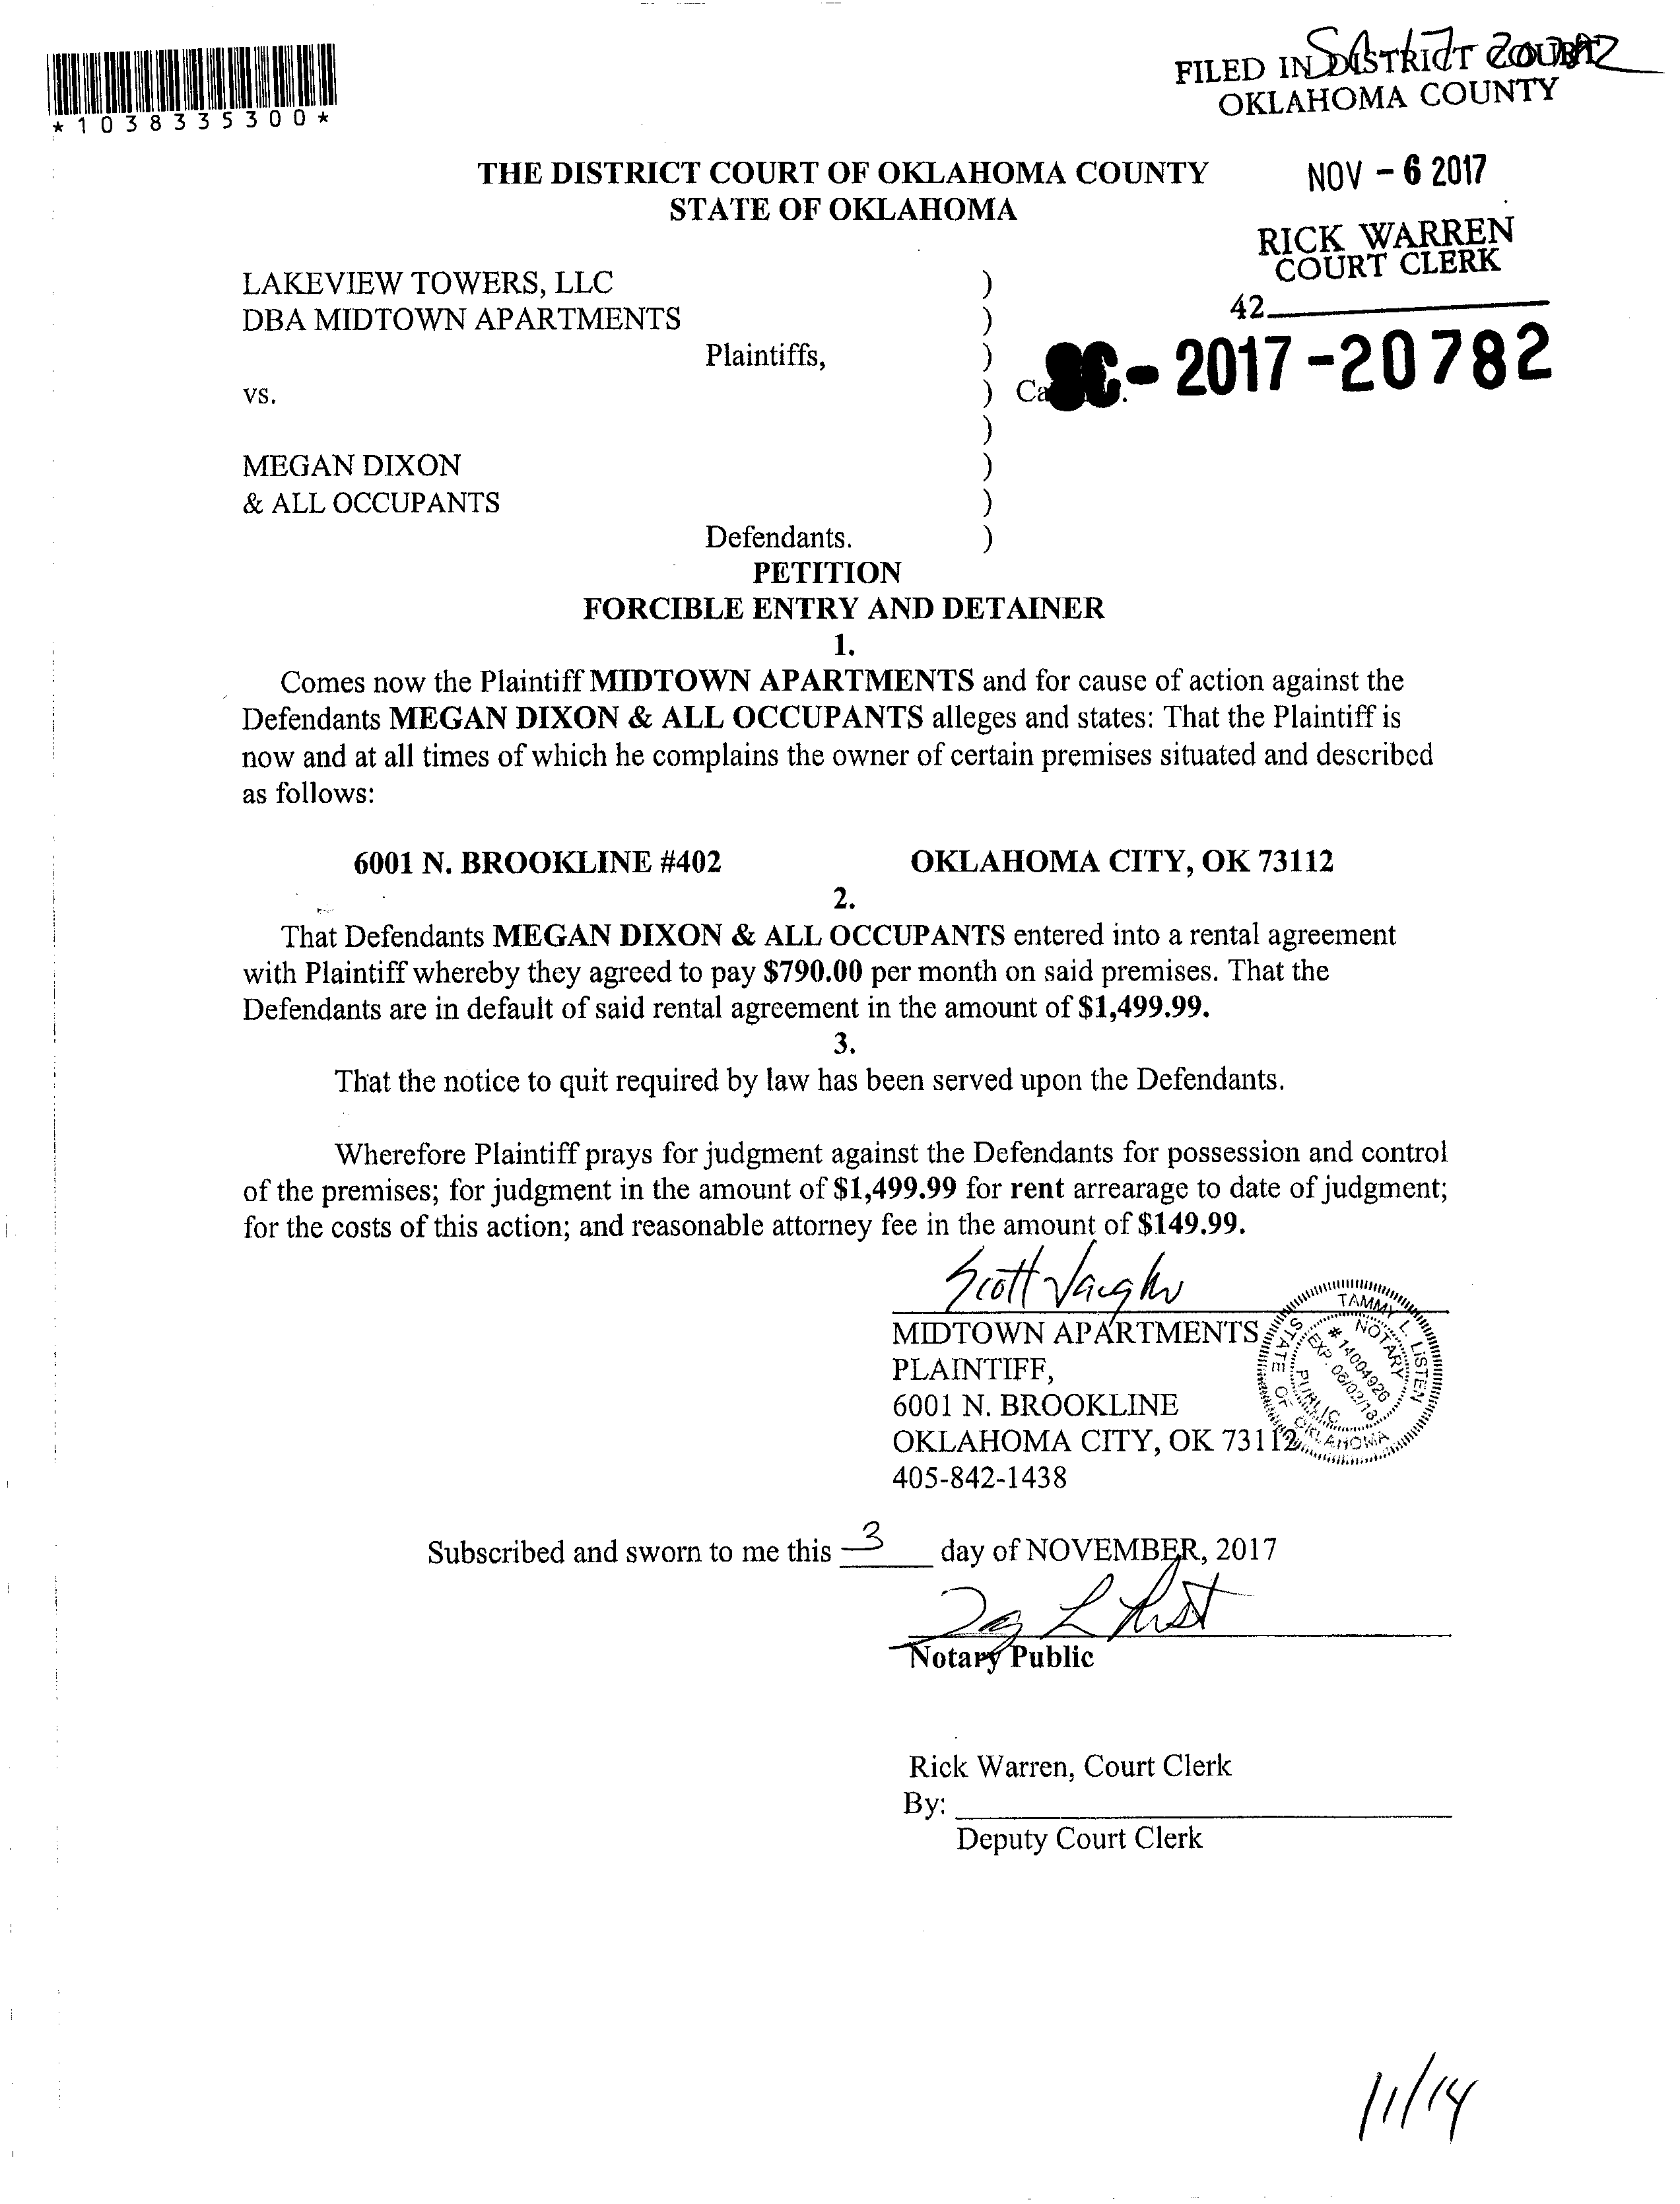 *1038335300*
FILED IN DISTRICT COURT
OKLAHOMA COUNTY
THE DISTRICT COURT OF OKLAHOMA COUNTY
STATE OF OKLAHOMA
NOV - 6 2017
RICK WARREN
COURT CLERK
42
LAKEVIEW TOWERS, LLC )
DBA MIDTOWN APARTMENTS )
Plaintiffs, )
SC - 2017 - 20782
vs. )
)
MEGAN DIXON )
& ALL OCCUPANTS )
Defendants. )
PETITION
FORCIBLE ENTRY AND DETAINER
1.
Comes now the Plaintiff MIDTOWN APARTMENTS and for cause of action against the
Defendants MEGAN DIXON & ALL OCCUPANTS alleges and states: That the Plaintiff is
now and at all times of which he complains the owner of certain premises situated and described
as follows:
6001 N. BROOKLINE #402 OKLAHOMA CITY, OK 73112
2.
That Defendants MEGAN DIXON & ALL OCCUPANTS entered into a rental agreement
with Plaintiff whereby they agreed to pay $790.00 per month on said premises. That the
Defendants are in default of said rental agreement in the amount of $1,499.99.
3.
That the notice to quit required by law has been served upon the Defendants.
Wherefore Plaintiff prays for judgment against the Defendants for possession and control
of the premises; for judgment in the amount of $1,499.99 for rent arrearage to date of judgment;
for the costs of this action; and reasonable attorney fee in the amount of $149.99.
Scott Vaughn
MIDTOWN APARTMENTS
PLAINTIFF,
6001 N. BROOKLINE
OKLAHOMA CITY, OK 73112
405-842-1438
TAMMY L. LISTEN
STATE OF OKLAHOMA
NOTARY PUBLIC
# 14004926
EXP. 06/02/18
Subscribed and sworn to me this 3 day of NOVEMBER, 2017
Notary Public
Rick Warren, Court Clerk
By:
Deputy Court Clerk
11/14